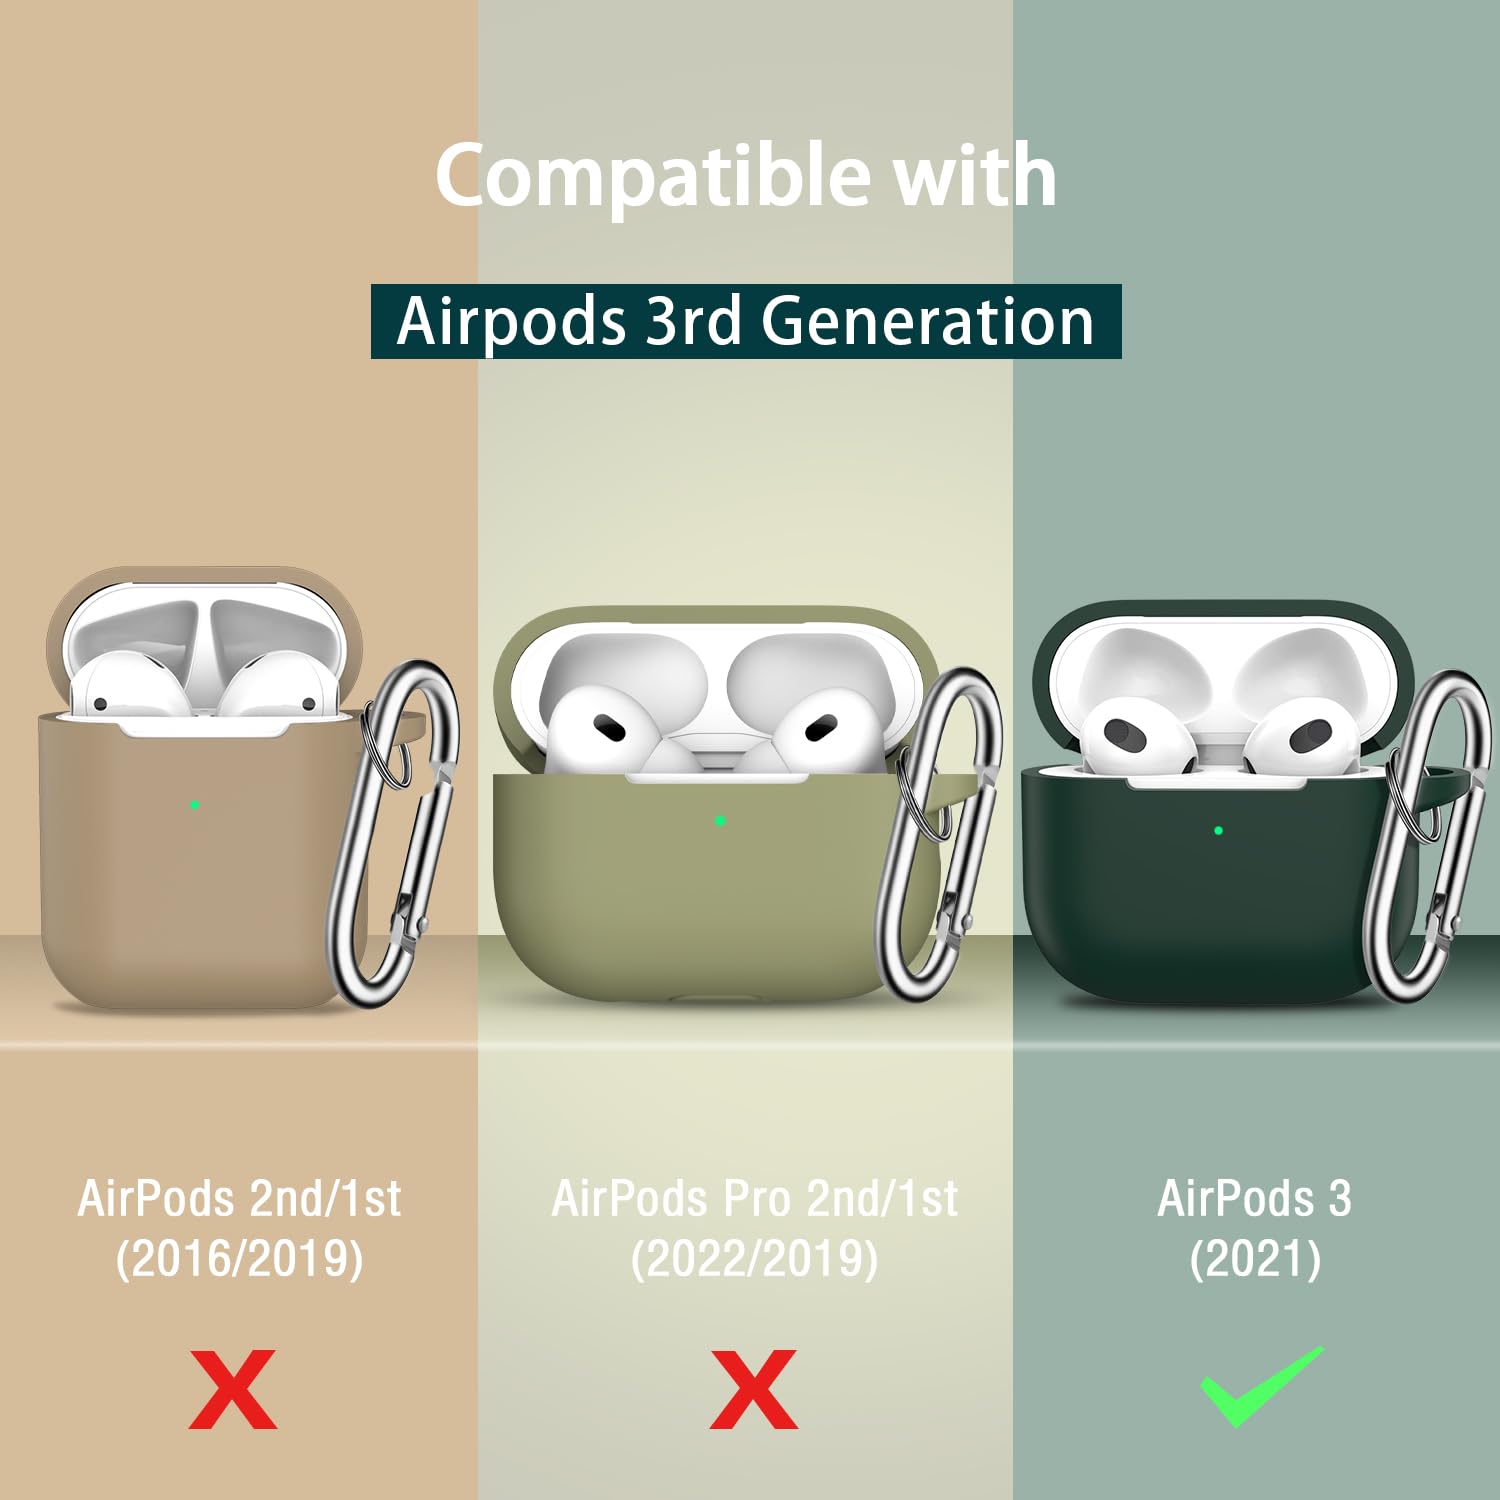 Compatible with
Airpods 3rd Generation
AirPods 2nd/1st
(2016/2019)
AirPods Pro 2nd/1st
(2022/2019)
AirPods 3
(2021)